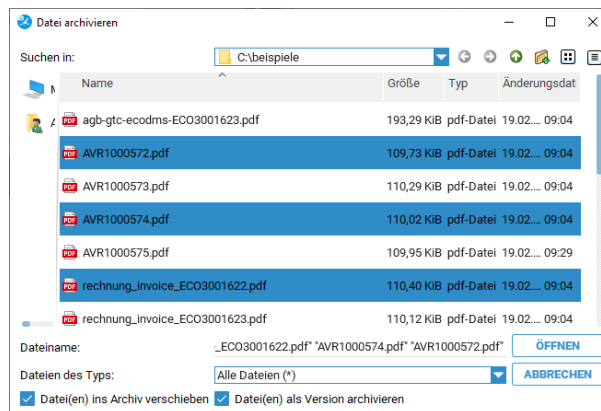 Datei archivieren
Suchen in: C:\beispiele
Name Größe Typ Änderungsdat
agb-gtc-ecodms-ECO3001623.pdf 193,29 KiB pdf-Datei 19.02.... 09:04
AVR1000572.pdf 109,73 KiB pdf-Datei 19.02.... 09:04
AVR1000573.pdf 110,29 KiB pdf-Datei 19.02.... 09:04
AVR1000574.pdf 110,02 KiB pdf-Datei 19.02.... 09:04
AVR1000575.pdf 109,95 KiB pdf-Datei 19.02.... 09:29
rechnung_invoice_ECO3001622.pdf 110,40 KiB pdf-Datei 19.02.... 09:04
rechnung_invoice_ECO3001623.pdf 110,12 KiB pdf-Datei 19.02.... 09:04
Dateiname: _ECO3001622.pdf" "AVR1000574.pdf" "AVR1000572.pdf" ÖFFNEN
Dateien des Typs: Alle Dateien (*) ABBRECHEN
Datei(en) ins Archiv verschieben Datei(en) als Version archivieren